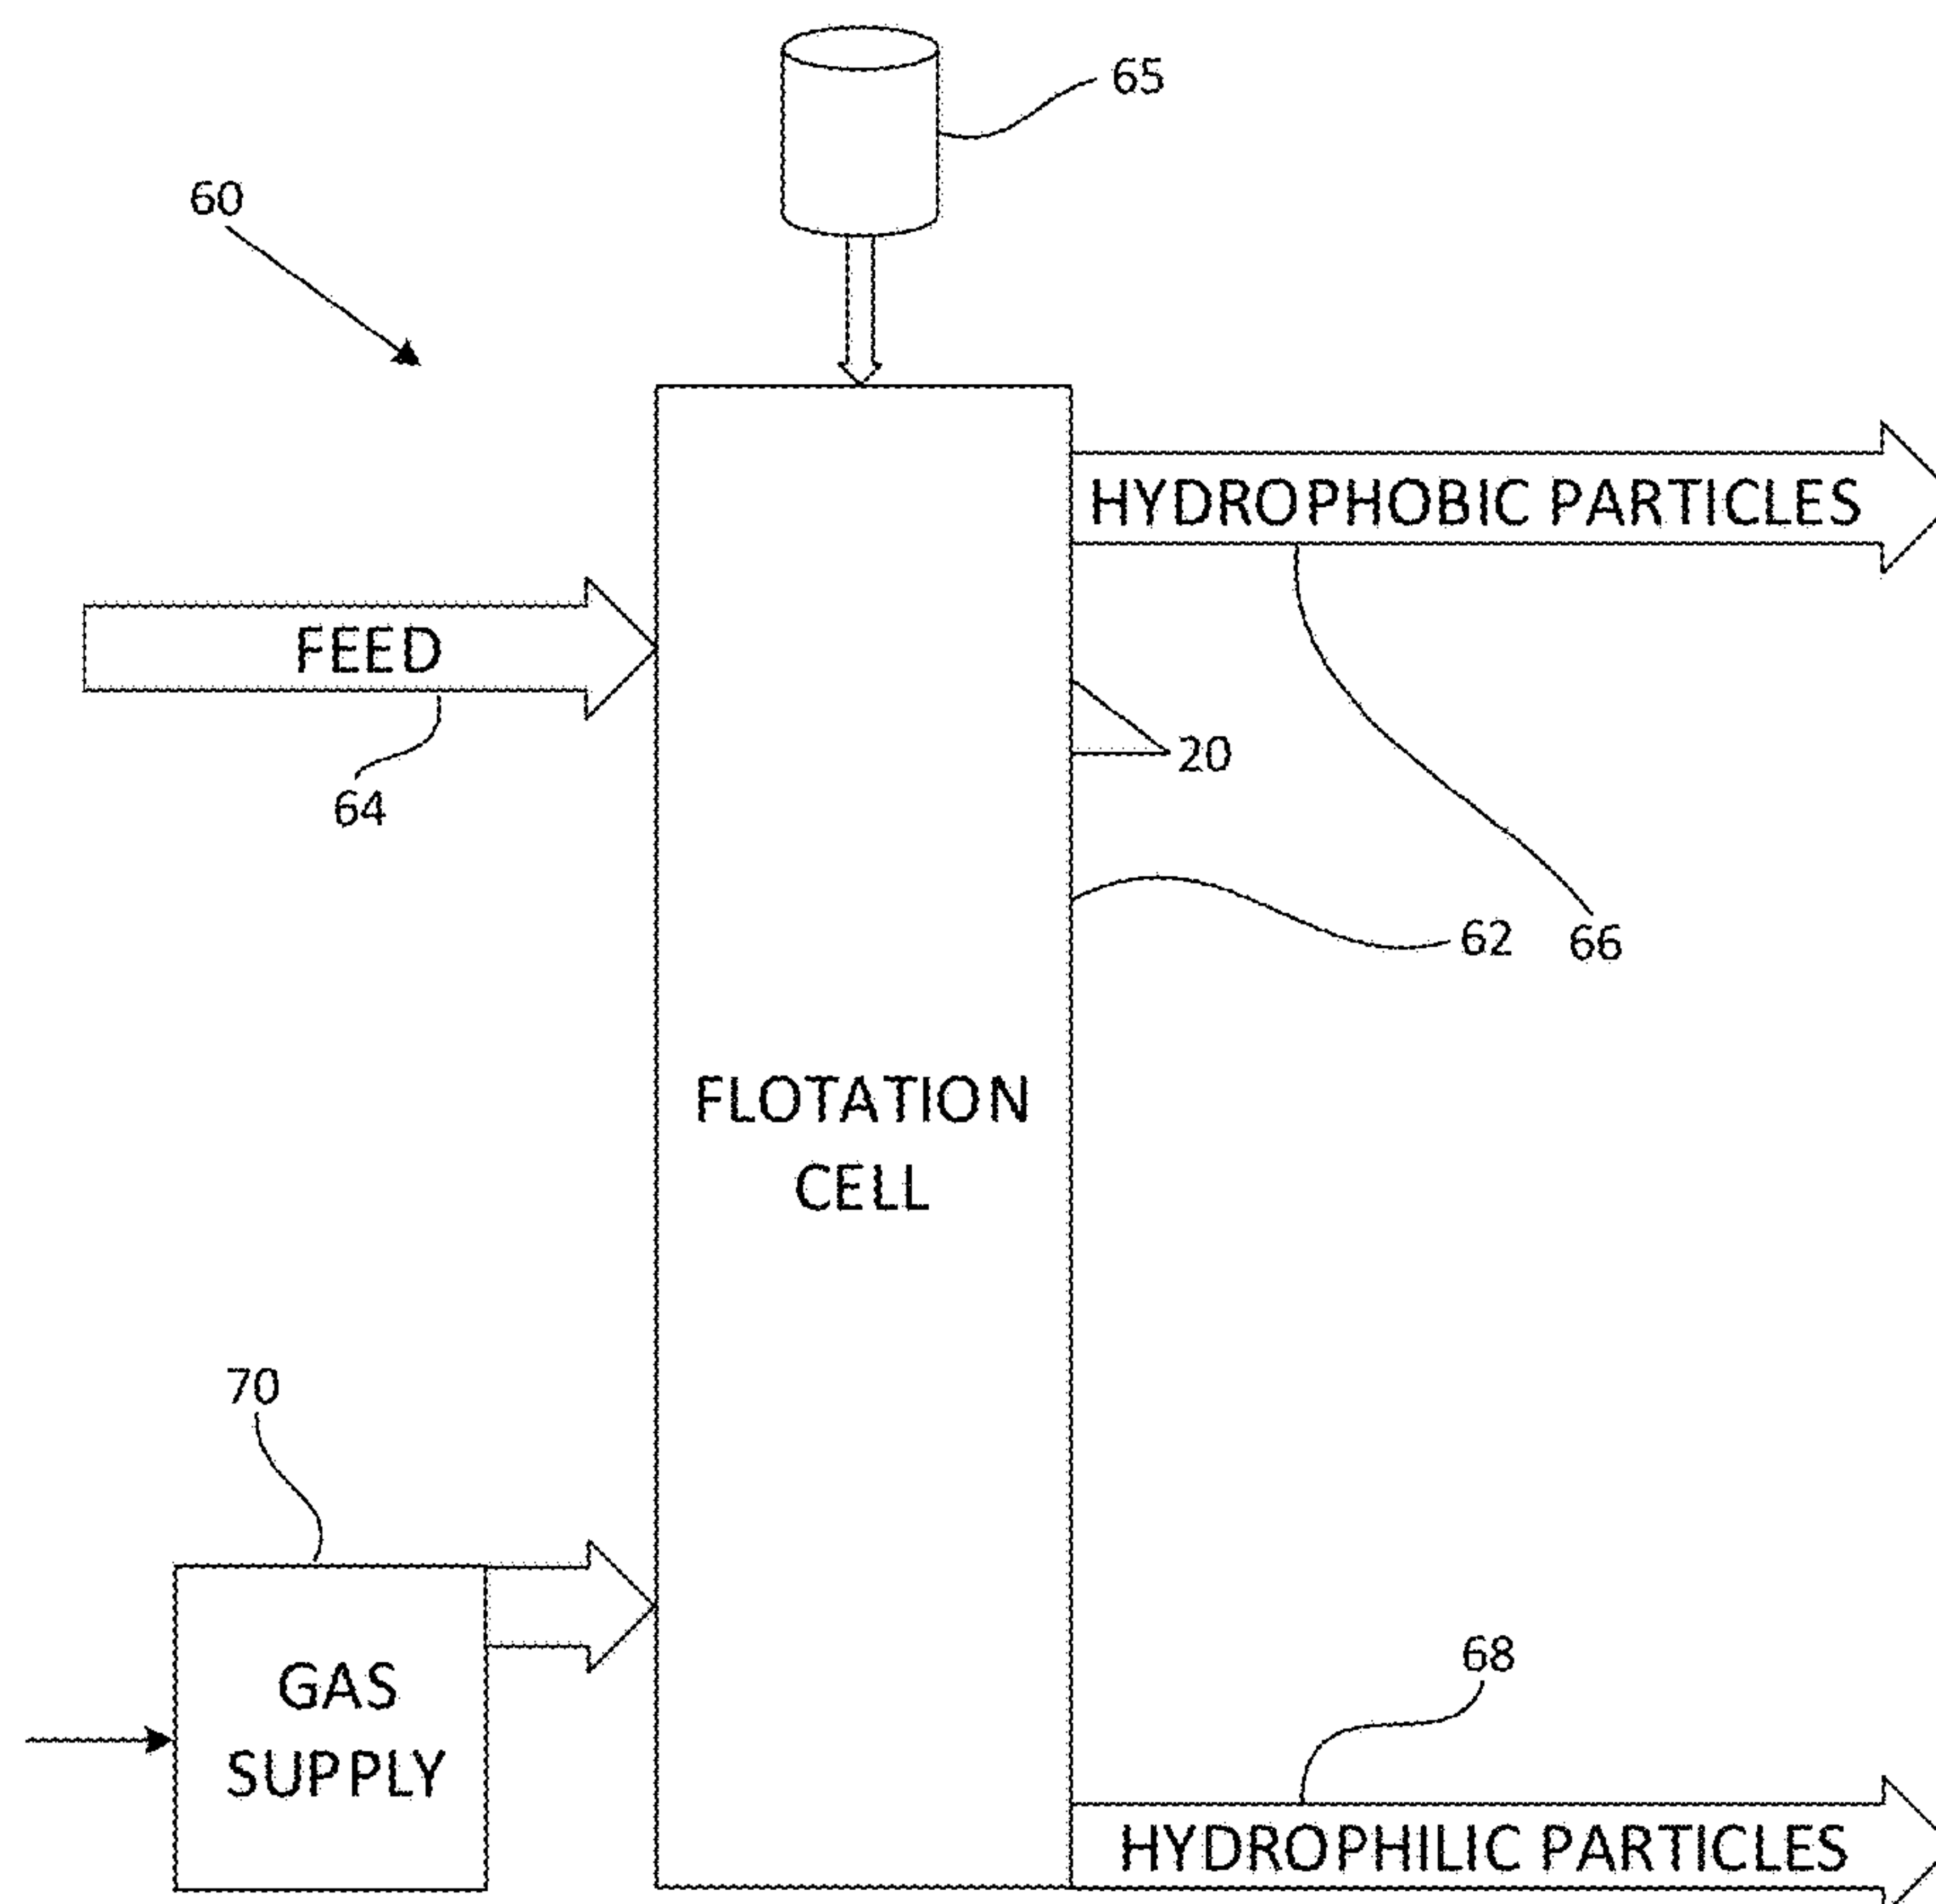 65
60
HYDROPHOBIC PARTICLES
FEED
20
64
62
66
FLOTATION
CELL
70
68
GAS
SUPPLY
HYDROPHILIC PARTICLES